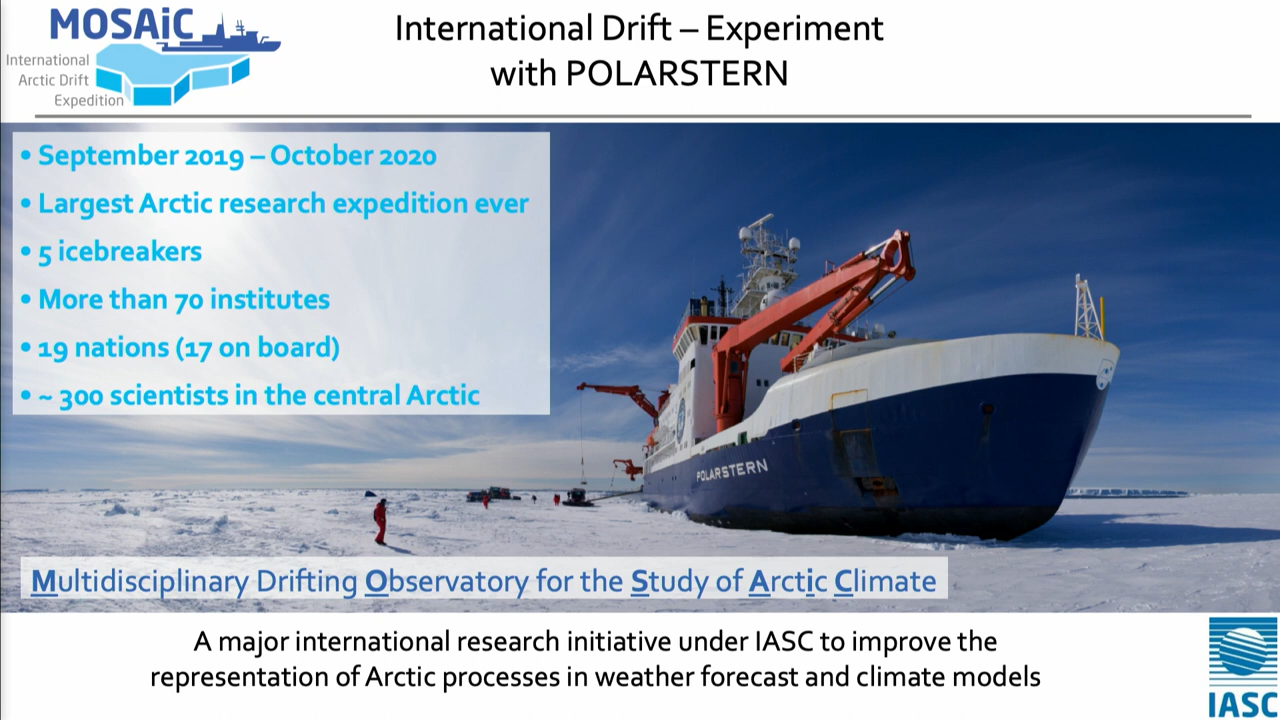 MOSAiC
International
Arctic Drift
Expedition
International Drift – Experiment
with POLARSTERN
• September 2019 – October 2020
• Largest Arctic research expedition ever
• 5 icebreakers
• More than 70 institutes
• 19 nations (17 on board)
• ~ 300 scientists in the central Arctic
POLARSTERN
Multidisciplinary Drifting Observatory for the Study of Arctic Climate
A major international research initiative under IASC to improve the
representation of Arctic processes in weather forecast and climate models
IASC